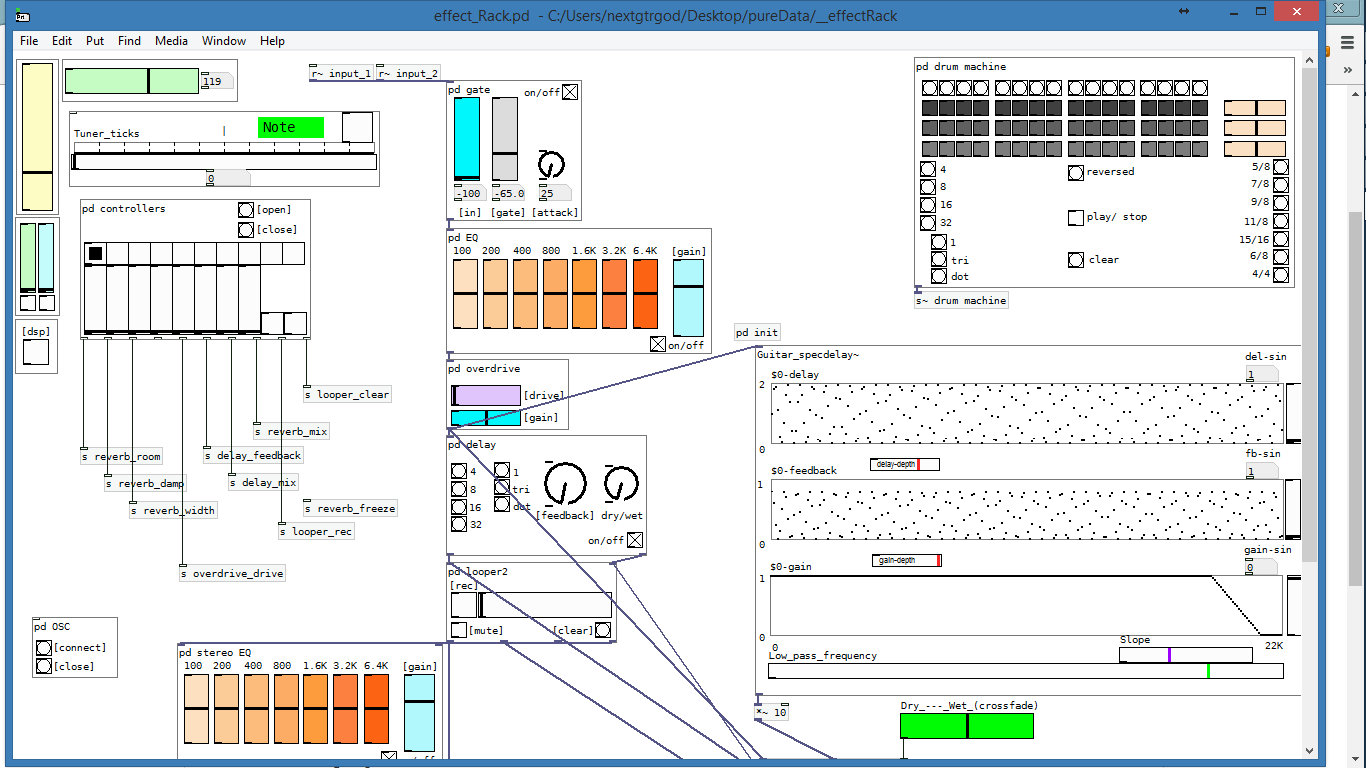 effect_Rack.pd - C:/Users/nextgtrgod/Desktop/pureData/__effectRack
File Edit Put Find Media Window Help
119
Tuner_ticks
Note
0
pd controllers
[open]
[close]
[dsp]
s looper_clear
s reverb_mix
s reverb_room
s delay_feedback
s reverb_damp
s delay_mix
s reverb_width
s reverb_freeze
s looper_rec
s overdrive_drive
pd OSC
[connect]
[close]
r~ input_1
r~ input_2
pd gate
on/off
-100
-65.0
25
[in] [gate] [attack]
pd EQ
100 200 400 800 1.6K 3.2K 6.4K [gain]
on/off
pd overdrive
[drive]
[gain]
pd delay
4
8
16
32
1
tri
dot
[feedback] dry/wet
on/off
pd looper2
[rec]
[mute]
[clear]
pd stereo EQ
100 200 400 800 1.6K 3.2K 6.4K [gain]
pd drum machine
4
8
16
32
1
tri
dot
reversed
play/ stop
clear
5/8
7/8
9/8
11/8
15/16
6/8
4/4
s~ drum machine
pd init
Guitar_specdelay~
del-sin
$0-delay
1
2
0
fb-sin
delay-depth
$0-feedback
1
1
0
gain-sin
gain-depth
$0-gain
0
1
0
0
22K
Slope
Low_pass_frequency
*~ 10
Dry_---_Wet_(crossfade)